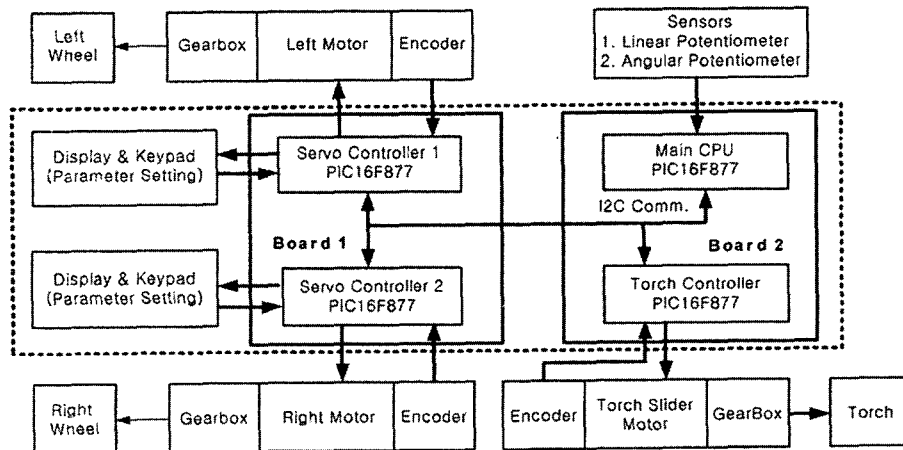 Left
Wheel
Gearbox
Left Motor
Encoder
Sensors
1. Linear Potentiometer
2. Angular Potentiometer
Display & Keypad
(Parameter Setting)
Servo Controller 1
PIC16F877
Main CPU
PIC16F877
I2C Comm.
Board 1
Board 2
Display & Keypad
(Parameter Setting)
Servo Controller 2
PIC16F877
Torch Controller
PIC16F877
Right
Wheel
Gearbox
Right Motor
Encoder
Encoder
Torch Slider
Motor
GearBox
Torch